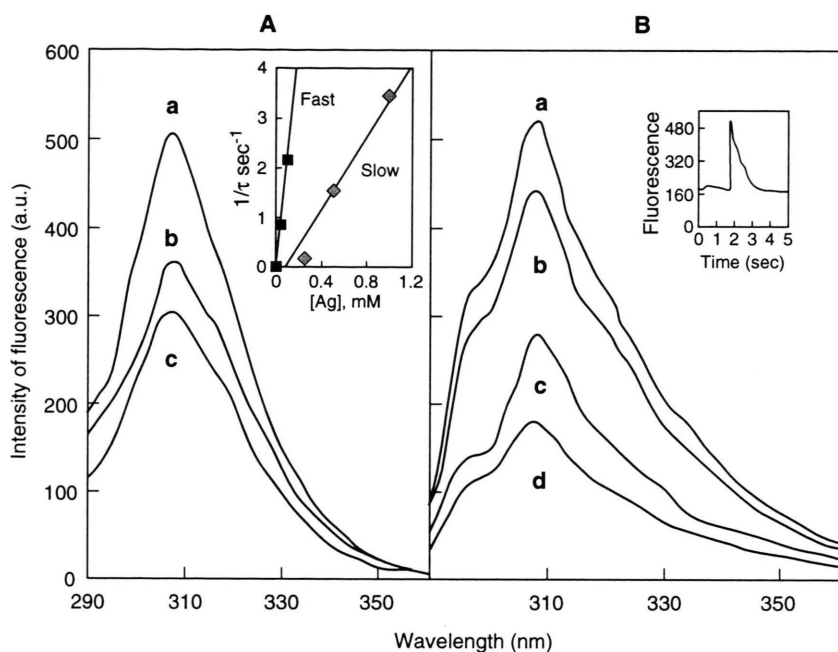 A
B
600
500
400
300
200
100
0
Intensity of fluorescence (a.u.)
a
b
c
4
3
2
1
0
1/τ sec⁻¹
Fast
Slow
0 0.4 0.8 1.2
[Ag], mM
a
b
c
d
480
320
160
0
Fluorescence
0 1 2 3 4 5
Time (sec)
290 310 330 350
310 330 350
Wavelength (nm)